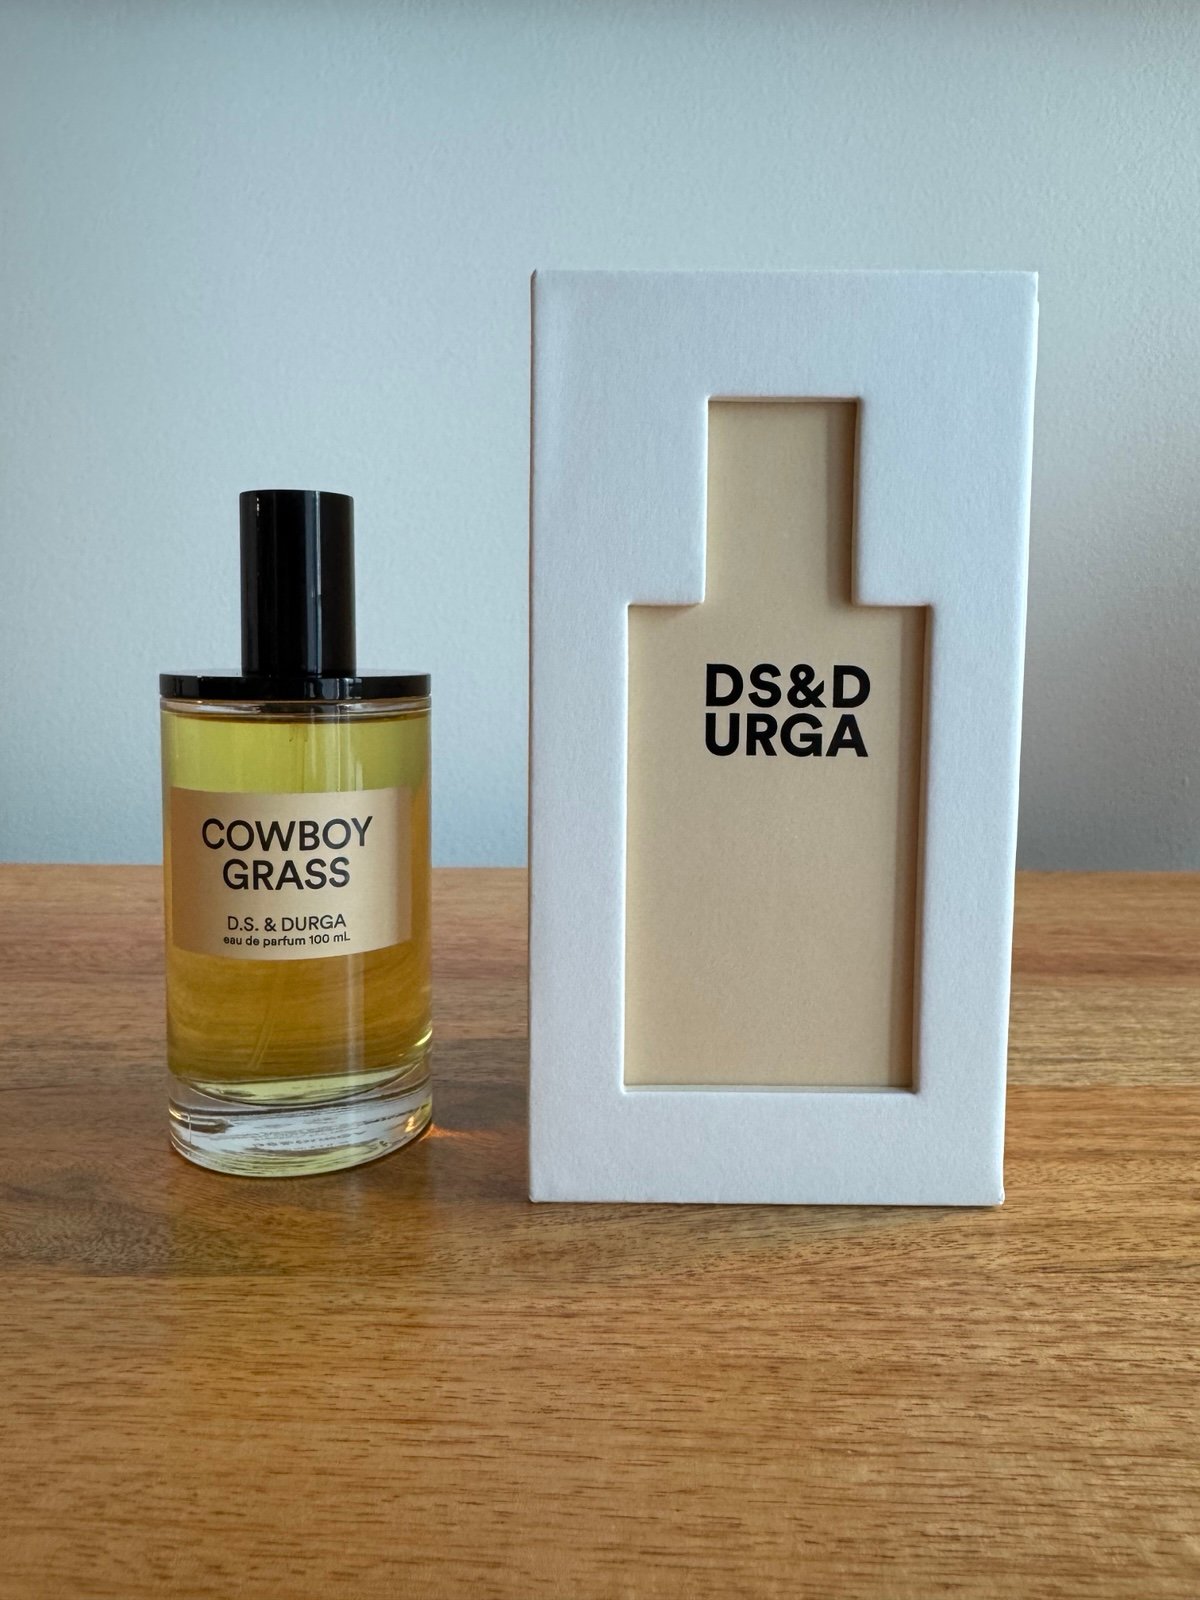 COWBOY
GRASS
D.S. & DURGA
eau de parfum 100 mL
DS&D
URGA